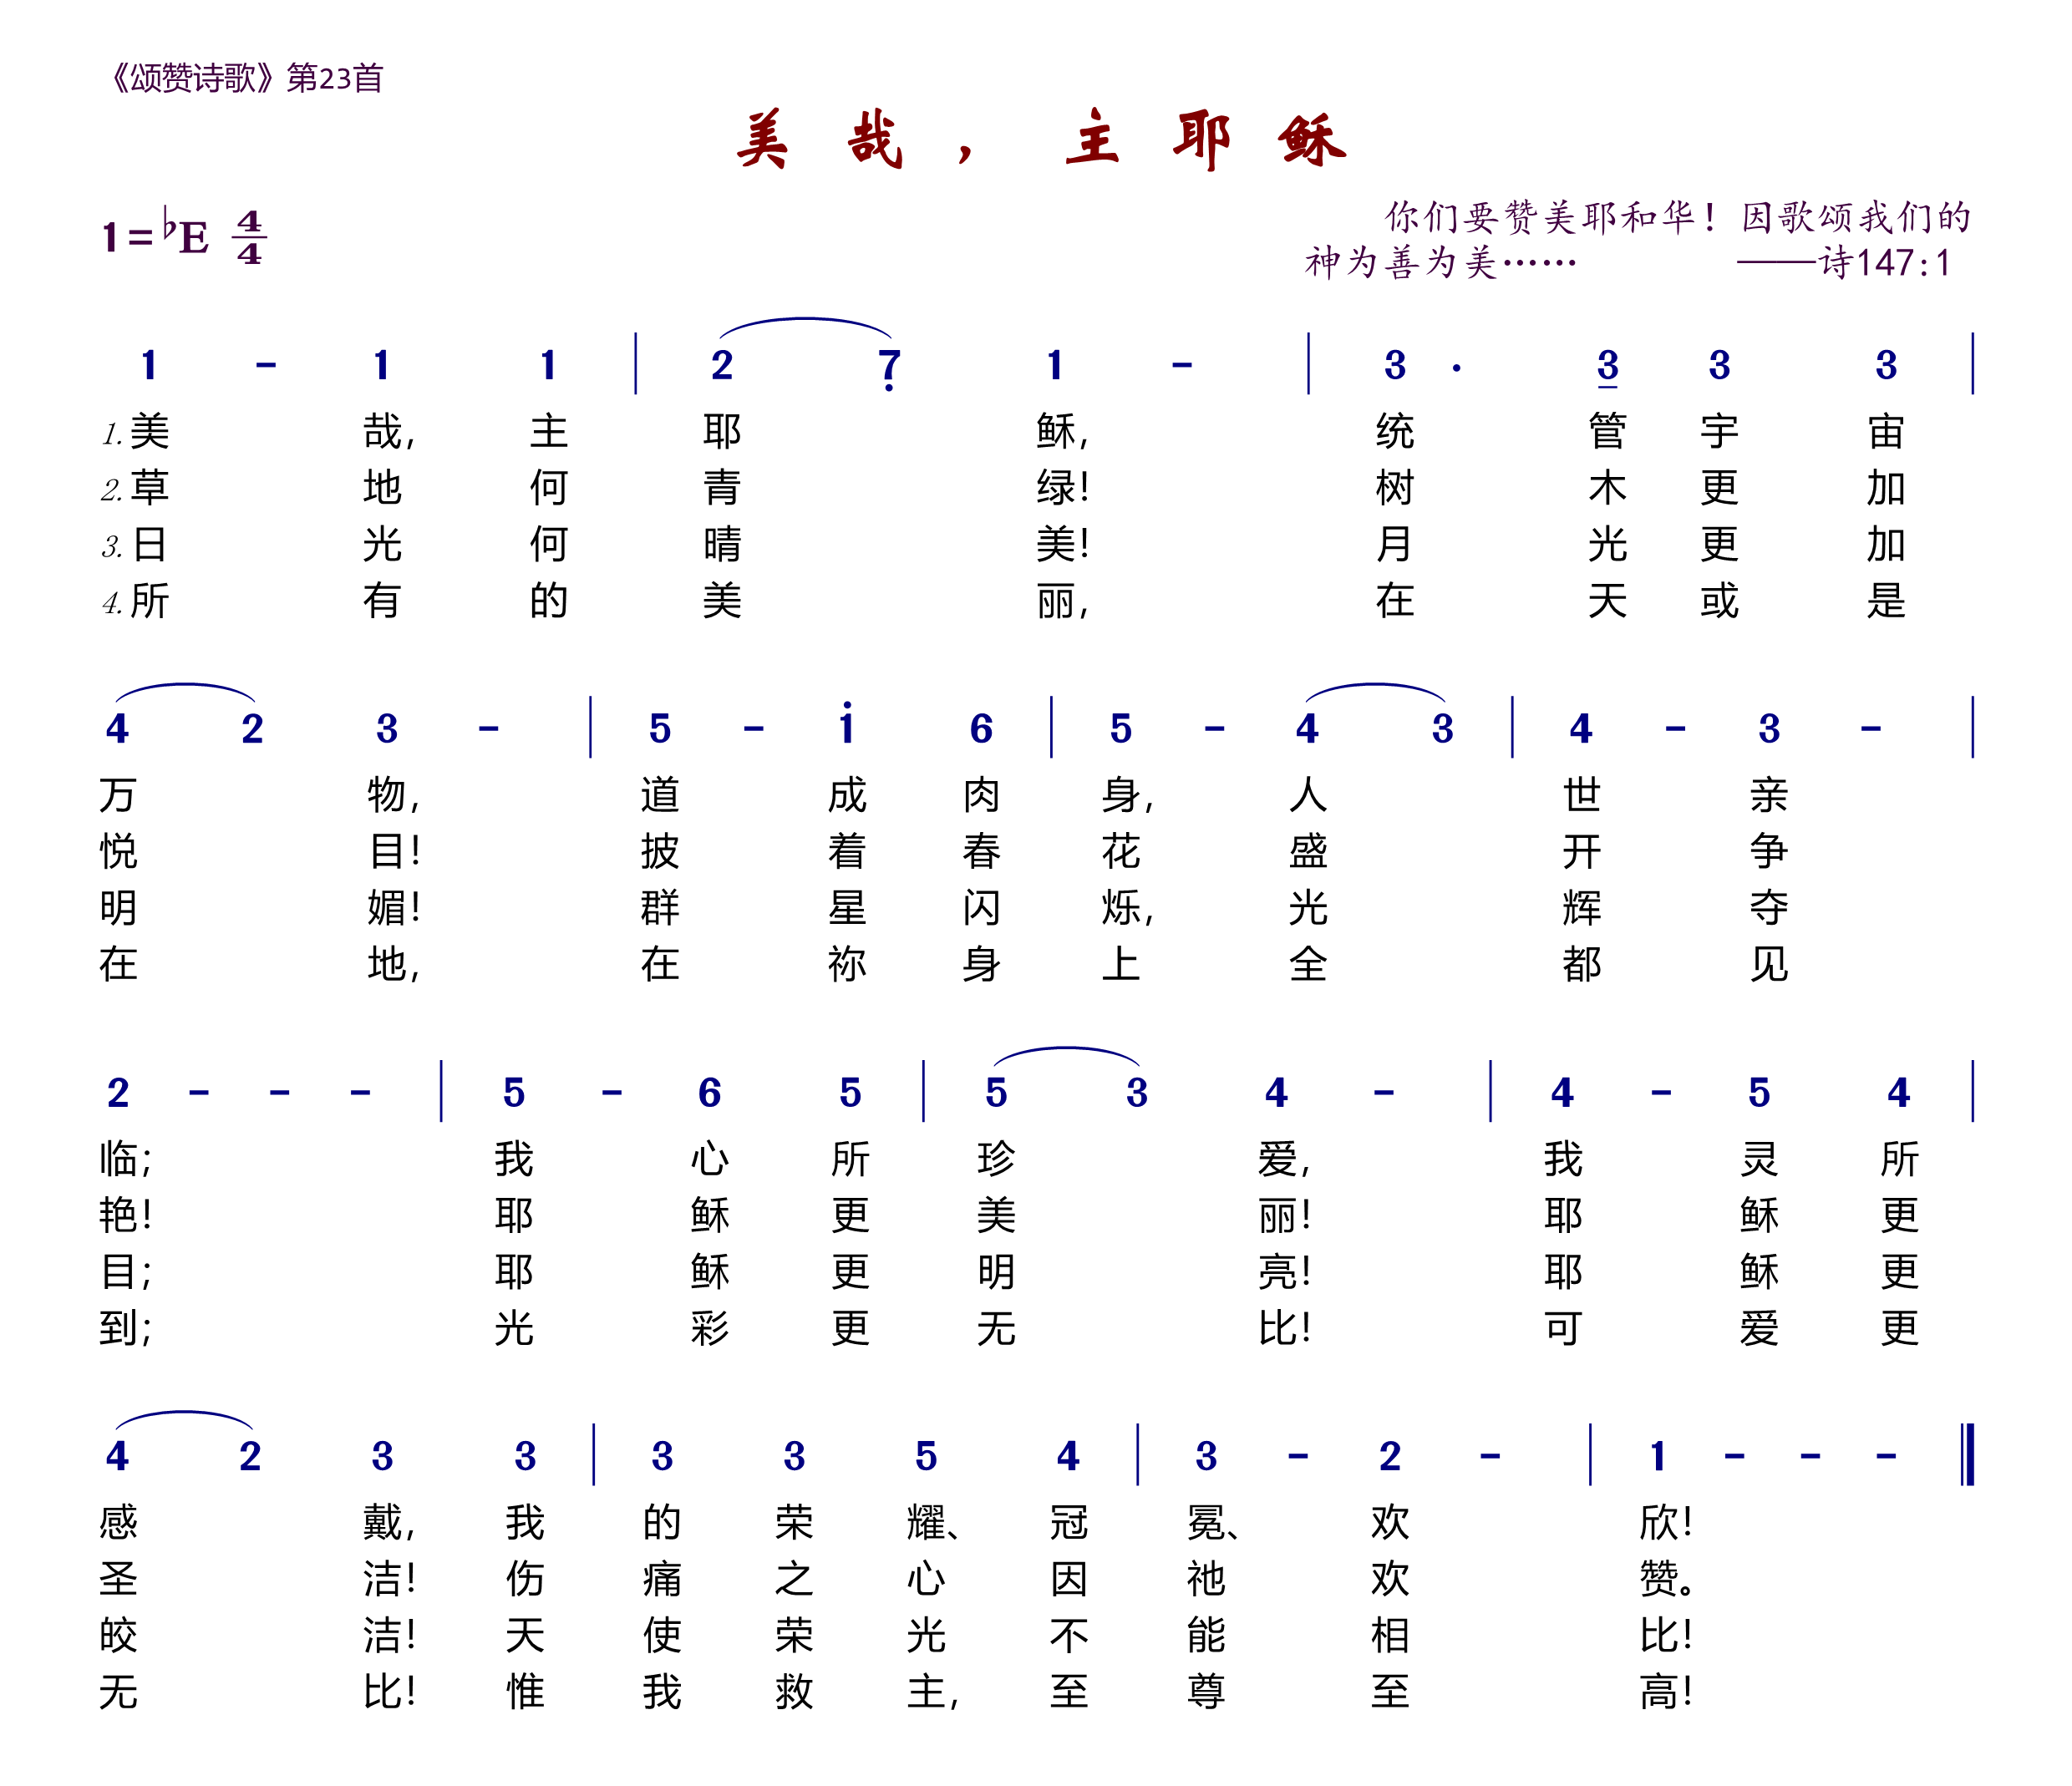 《颂赞诗歌》第23首
美 哉 , 主 耶 稣
1=♭E 4/4
你们要赞美耶和华！因歌颂我们的
神为善为美…… ——诗147:1
1 - 1 1 | 2 7̣ 1 - | 3 · 3̲ 3 3 |
1.美 哉, 主 耶 稣, 统 管 宇 宙
2.草 地 何 青 绿! 树 木 更 加
3.日 光 何 晴 美! 月 光 更 加
4.所 有 的 美 丽, 在 天 或 是
4 2 3 - | 5 - 1̇ 6 | 5 - 4 3 | 4 - 3 - |
万 物, 道 成 肉 身, 人 世 亲
悦 目! 披 着 春 花 盛 开 争
明 媚! 群 星 闪 烁, 光 辉 夺
在 地, 在 祢 身 上 全 都 见
2 - - - | 5 - 6 5 | 5 3 4 - | 4 - 5 4 |
临; 我 心 所 珍 爱, 我 灵 所
艳! 耶 稣 更 美 丽! 耶 稣 更
目; 耶 稣 更 明 亮! 耶 稣 更
到; 光 彩 更 无 比! 可 爱 更
4 2 3 3 | 3 3 5 4 | 3 - 2 - | 1 - - - ‖
感 戴, 我 的 荣 耀、 冠 冕、 欢 欣!
圣 洁! 伤 痛 之 心 因 祂 欢 赞。
皎 洁! 天 使 荣 光 不 能 相 比!
无 比! 惟 我 救 主, 至 尊 至 高!